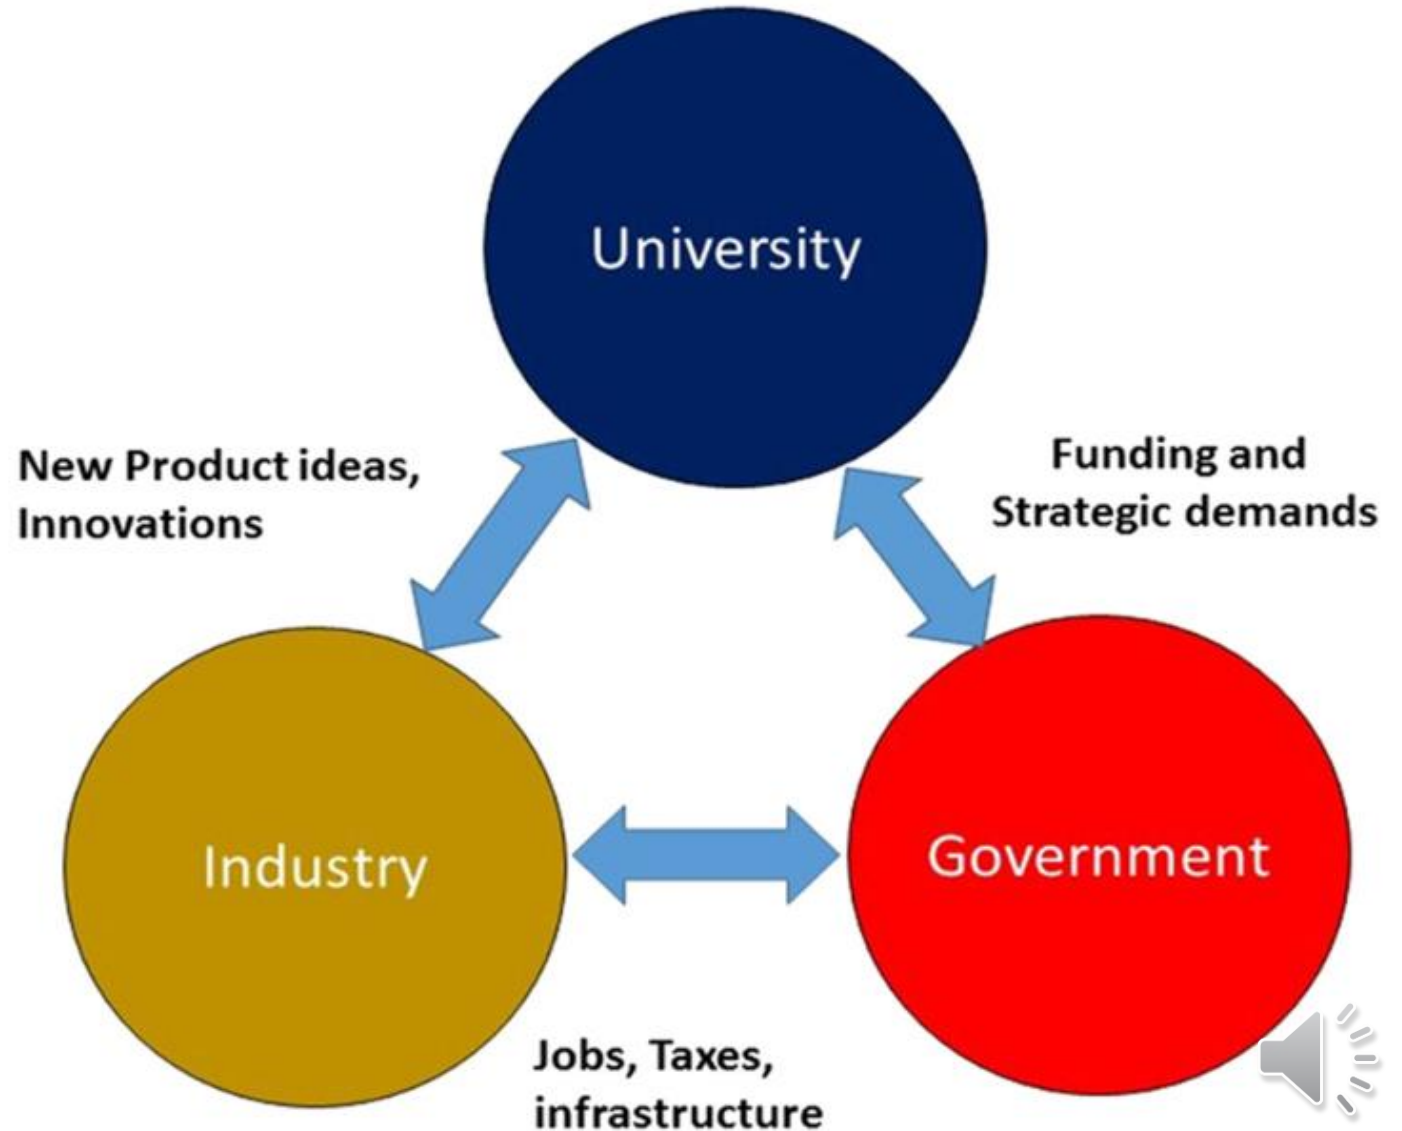 University
New Product ideas,
Innovations
Funding and
Strategic demands
Industry
Government
Jobs, Taxes,
infrastructure